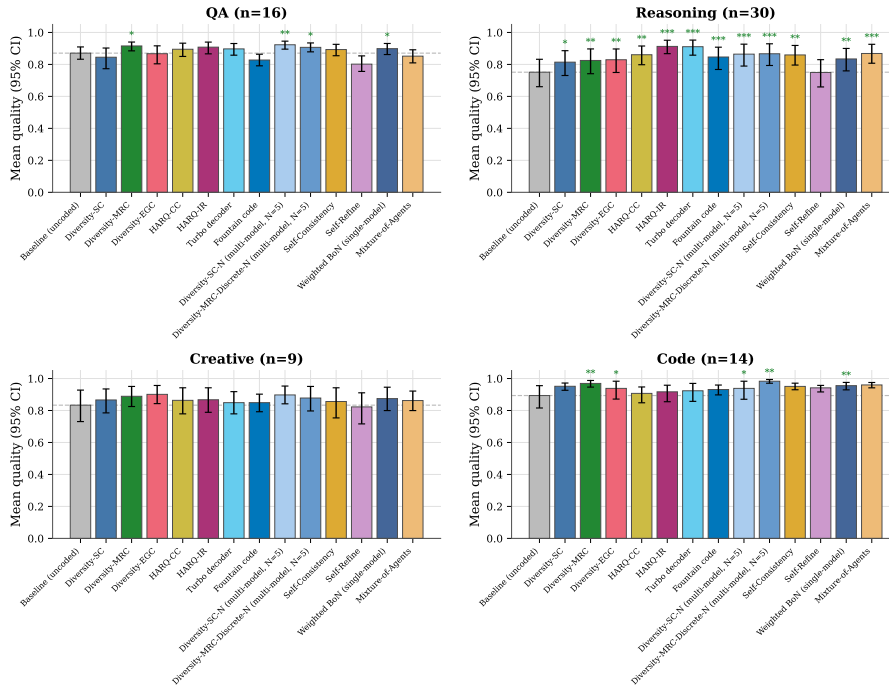 QA (n=16)
Mean quality (95% CI)
1.0
0.8
0.6
0.4
0.2
0.0
*
**
*
*
Baseline (uncoded)
Diversity-SC
Diversity-MRC
Diversity-EGC
HARQ-CC
HARQ-IR
Turbo decoder
Fountain code
Diversity-SC-N (multi-model, N=5)
Diversity-MRC-Discrete-N (multi-model, N=5)
Self-Consistency
Self-Refine
Weighted BoN (single-model)
Mixture-of-Agents
Reasoning (n=30)
Mean quality (95% CI)
1.0
0.8
0.6
0.4
0.2
0.0
*
**
**
**
***
***
***
***
***
**
**
***
Baseline (uncoded)
Diversity-SC
Diversity-MRC
Diversity-EGC
HARQ-CC
HARQ-IR
Turbo decoder
Fountain code
Diversity-SC-N (multi-model, N=5)
Diversity-MRC-Discrete-N (multi-model, N=5)
Self-Consistency
Self-Refine
Weighted BoN (single-model)
Mixture-of-Agents
Creative (n=9)
Mean quality (95% CI)
1.0
0.8
0.6
0.4
0.2
0.0
Baseline (uncoded)
Diversity-SC
Diversity-MRC
Diversity-EGC
HARQ-CC
HARQ-IR
Turbo decoder
Fountain code
Diversity-SC-N (multi-model, N=5)
Diversity-MRC-Discrete-N (multi-model, N=5)
Self-Consistency
Self-Refine
Weighted BoN (single-model)
Mixture-of-Agents
Code (n=14)
Mean quality (95% CI)
1.0
0.8
0.6
0.4
0.2
0.0
**
*
*
**
**
Baseline (uncoded)
Diversity-SC
Diversity-MRC
Diversity-EGC
HARQ-CC
HARQ-IR
Turbo decoder
Fountain code
Diversity-SC-N (multi-model, N=5)
Diversity-MRC-Discrete-N (multi-model, N=5)
Self-Consistency
Self-Refine
Weighted BoN (single-model)
Mixture-of-Agents